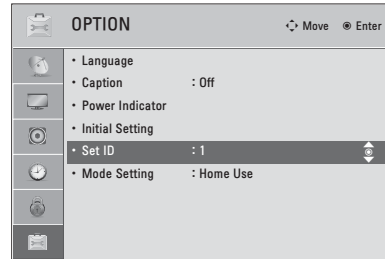 OPTION Move Enter
• Language
• Caption : Off
• Power Indicator
• Initial Setting
• Set ID : 1
• Mode Setting : Home Use